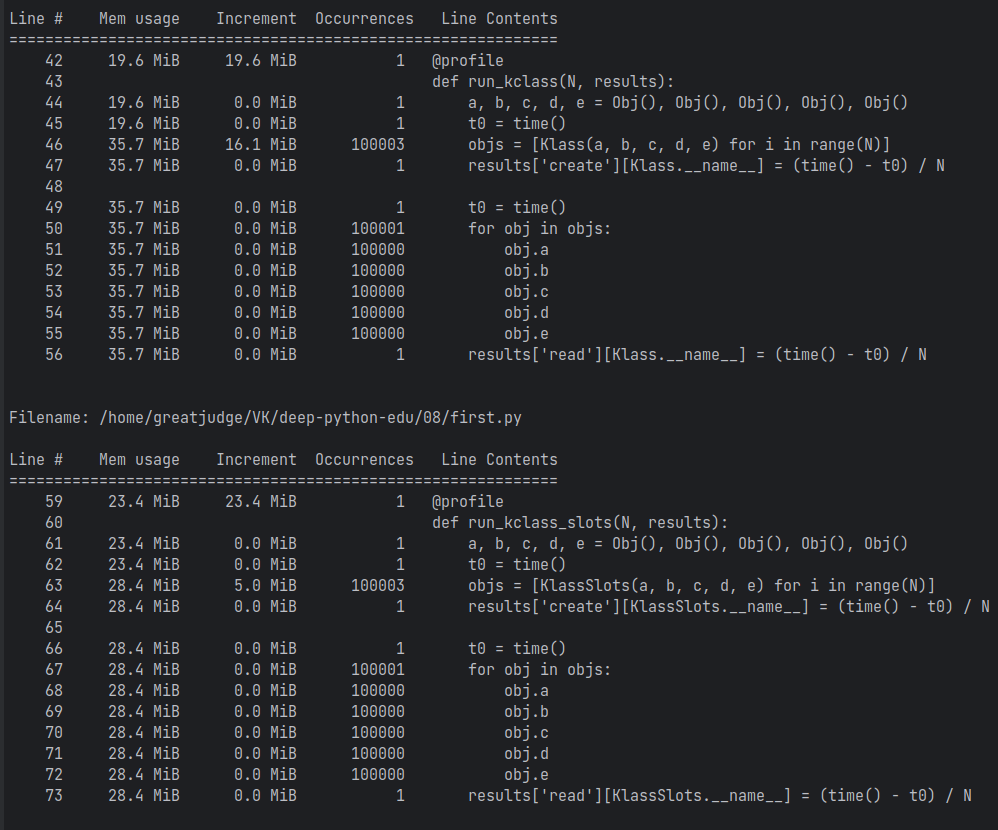 Line #    Mem usage    Increment  Occurrences   Line Contents
=============================================================
    42     19.6 MiB     19.6 MiB           1   @profile
    43                                         def run_kclass(N, results):
    44     19.6 MiB      0.0 MiB           1       a, b, c, d, e = Obj(), Obj(), Obj(), Obj(), Obj()
    45     19.6 MiB      0.0 MiB           1       t0 = time()
    46     35.7 MiB     16.1 MiB      100003       objs = [Klass(a, b, c, d, e) for i in range(N)]
    47     35.7 MiB      0.0 MiB           1       results['create'][Klass.__name__] = (time() - t0) / N
    48
    49     35.7 MiB      0.0 MiB           1       t0 = time()
    50     35.7 MiB      0.0 MiB      100001       for obj in objs:
    51     35.7 MiB      0.0 MiB      100000           obj.a
    52     35.7 MiB      0.0 MiB      100000           obj.b
    53     35.7 MiB      0.0 MiB      100000           obj.c
    54     35.7 MiB      0.0 MiB      100000           obj.d
    55     35.7 MiB      0.0 MiB      100000           obj.e
    56     35.7 MiB      0.0 MiB           1       results['read'][Klass.__name__] = (time() - t0) / N

Filename: /home/greatjudge/VK/deep-python-edu/08/first.py

Line #    Mem usage    Increment  Occurrences   Line Contents
=============================================================
    59     23.4 MiB     23.4 MiB           1   @profile
    60                                         def run_kclass_slots(N, results):
    61     23.4 MiB      0.0 MiB           1       a, b, c, d, e = Obj(), Obj(), Obj(), Obj(), Obj()
    62     23.4 MiB      0.0 MiB           1       t0 = time()
    63     28.4 MiB      5.0 MiB      100003       objs = [KlassSlots(a, b, c, d, e) for i in range(N)]
    64     28.4 MiB      0.0 MiB           1       results['create'][KlassSlots.__name__] = (time() - t0) / N
    65
    66     28.4 MiB      0.0 MiB           1       t0 = time()
    67     28.4 MiB      0.0 MiB      100001       for obj in objs:
    68     28.4 MiB      0.0 MiB      100000           obj.a
    69     28.4 MiB      0.0 MiB      100000           obj.b
    70     28.4 MiB      0.0 MiB      100000           obj.c
    71     28.4 MiB      0.0 MiB      100000           obj.d
    72     28.4 MiB      0.0 MiB      100000           obj.e
    73     28.4 MiB      0.0 MiB           1       results['read'][KlassSlots.__name__] = (time() - t0) / N